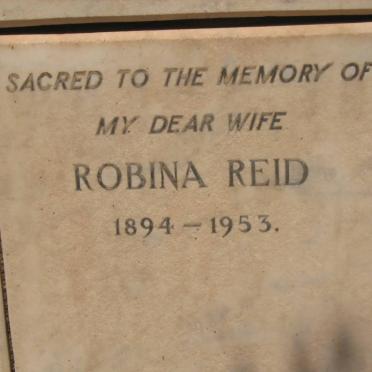 SACRED TO THE MEMORY OF
MY DEAR WIFE
ROBINA REID
1894 – 1953.